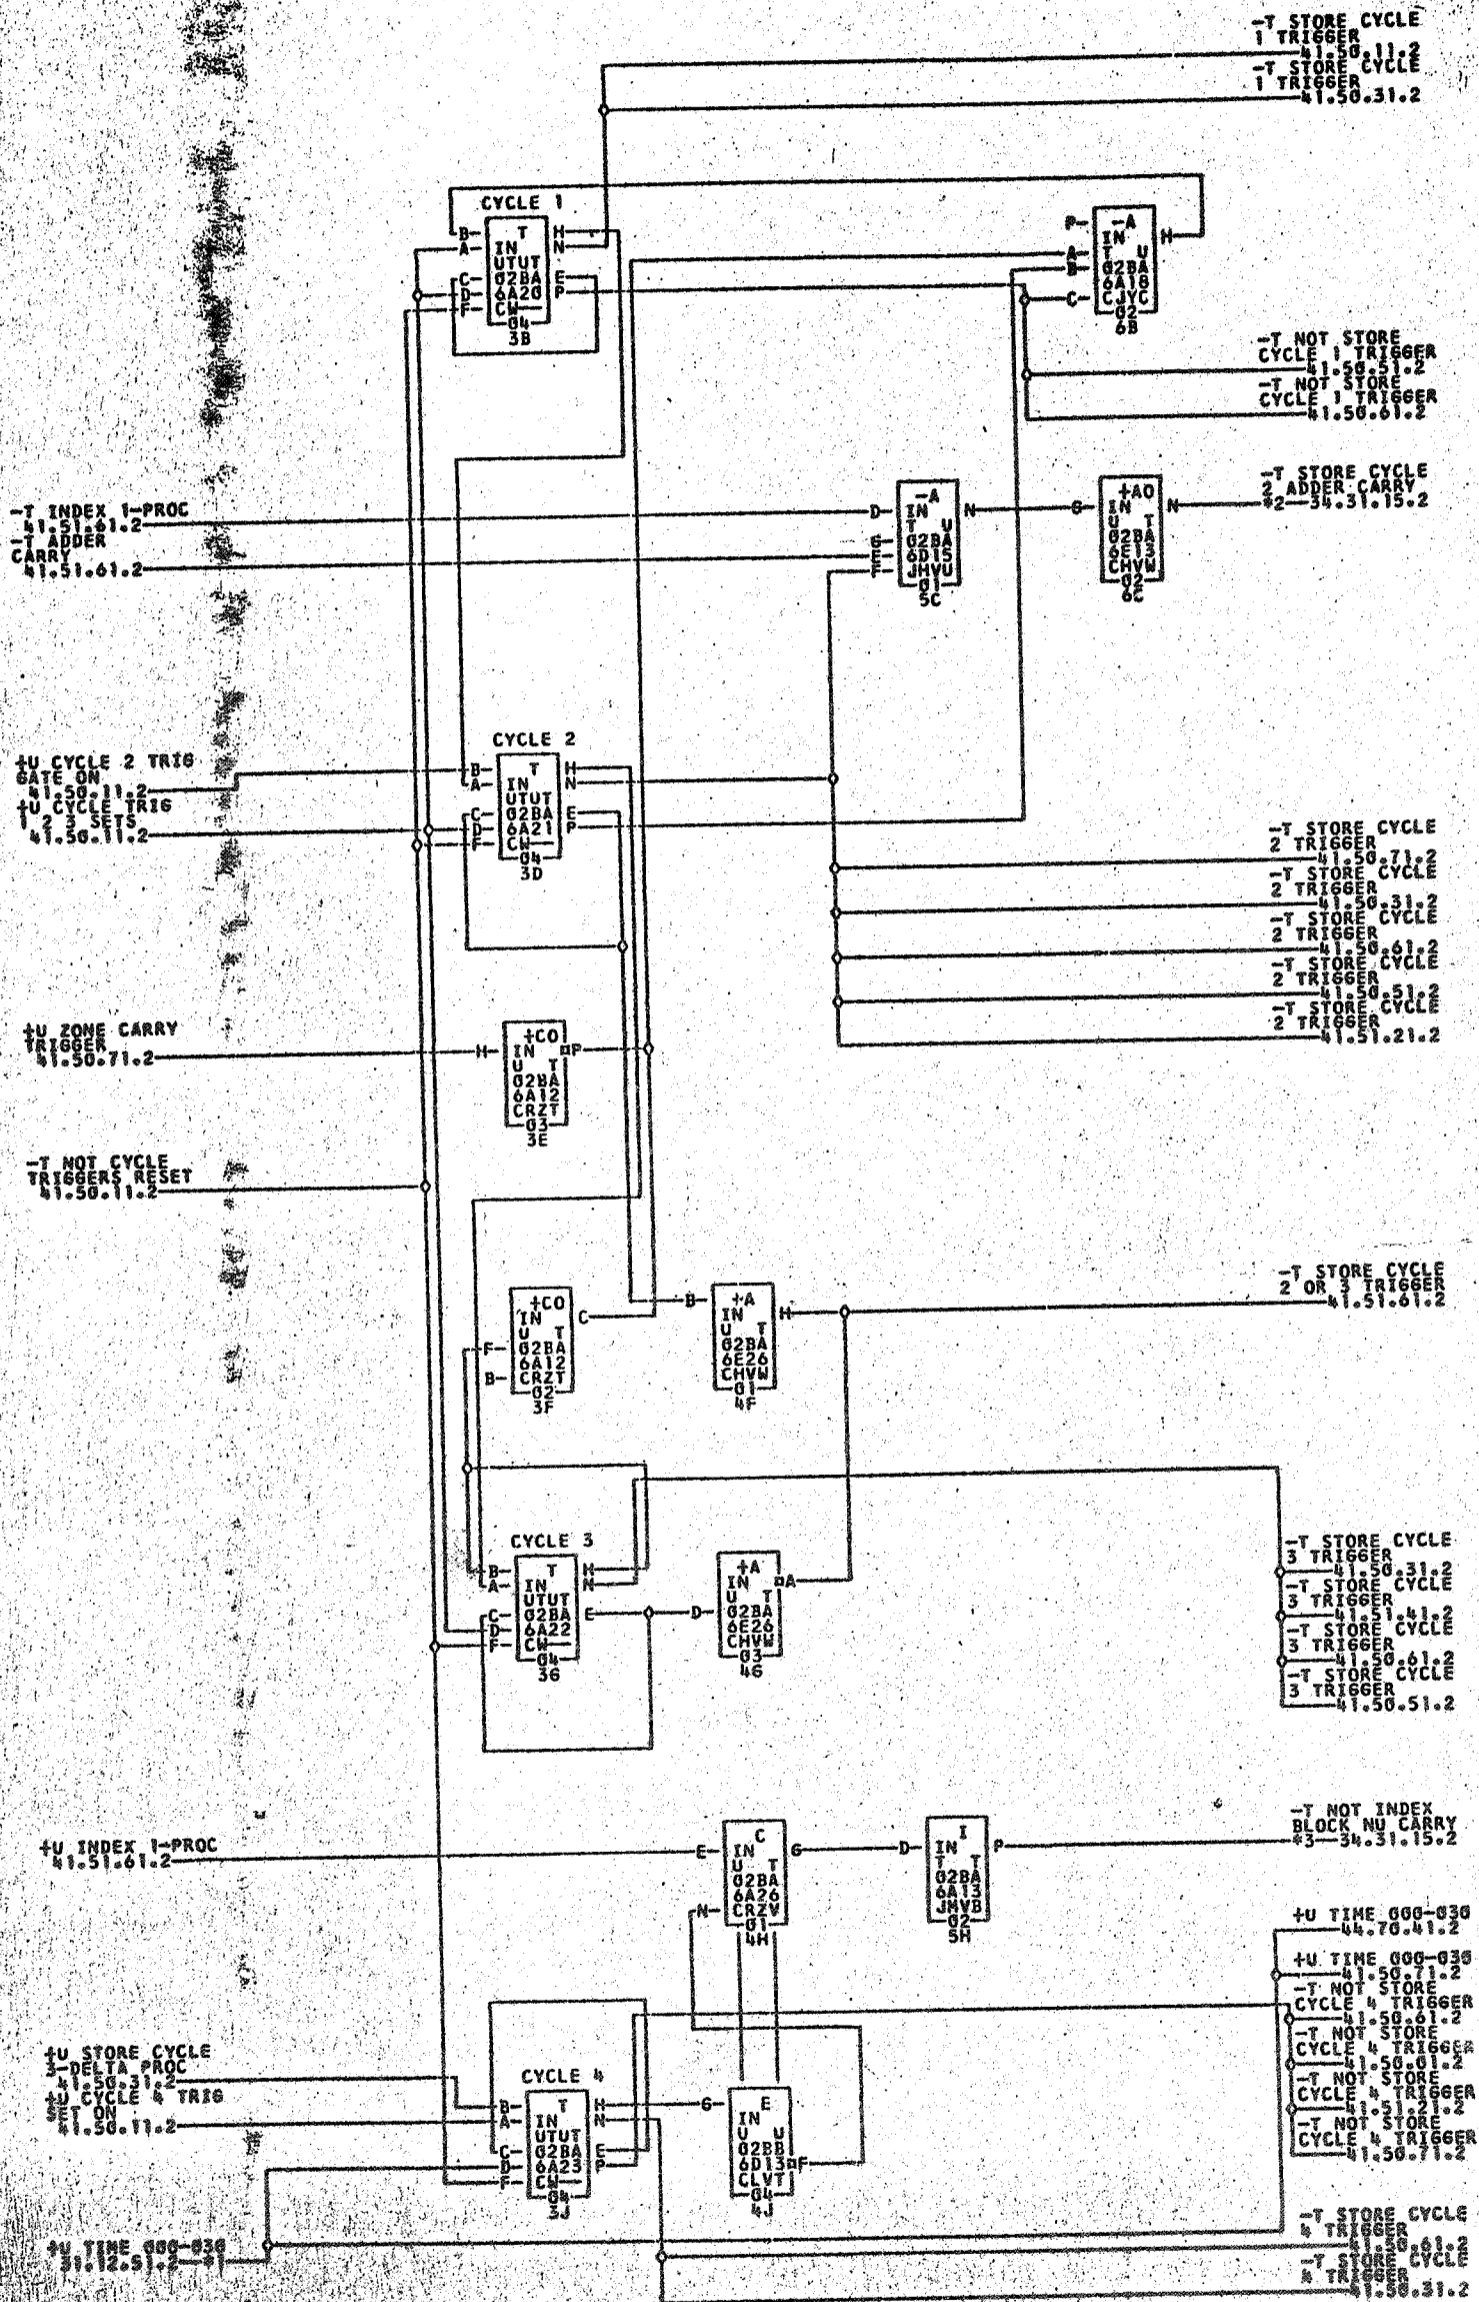 -T STORE CYCLE
1 TRIGGER
41.50.11.2
-T STORE CYCLE
1 TRIGGER
41.50.31.2
CYCLE 1
B- T H
A- IN N
UTUT
C- 02BA E
D- 6A20 P
F- CW
04
3B
P- -A
IN H
A- T U
B- 02BA
6A18
C- CJYC
02
6B
-T NOT STORE
CYCLE 1 TRIGGER
41.50.51.2
-T NOT STORE
CYCLE 1 TRIGGER
41.50.61.2
-T INDEX 1-PROC
41.51.61.2
-T ADDER
CARRY
41.51.61.2
-A
D- IN N
T U
G 02BA
E 6D15
F JHVU
01
5C
+AO
G- IN N
U T
02BA
6E13
CHVW
02
6C
-T STORE CYCLE
2 ADDER CARRY
*2-34.31.15.2
+U CYCLE 2 TRIG
GATE ON
41.50.11.2
+U CYCLE TRIG
1 2 3 SETS
41.50.11.2
CYCLE 2
B- T H
A- IN N
UTUT
C- 02BA E
D- 6A21 P
F- CW
04
3D
-T STORE CYCLE
2 TRIGGER
41.50.71.2
-T STORE CYCLE
2 TRIGGER
41.50.31.2
-T STORE CYCLE
2 TRIGGER
41.50.61.2
-T STORE CYCLE
2 TRIGGER
41.50.51.2
-T STORE CYCLE
2 TRIGGER
41.51.21.2
+U ZONE CARRY
TRIGGER
41.50.71.2
+CO
H- IN P
U T
02BA
6A12
CRZT
03
3E
-T NOT CYCLE
TRIGGERS RESET
41.50.11.2
+CO
IN C
U T
F- 02BA
6A12
B- CRZT
02
3F
B- +A
IN H
U T
02BA
6E26
CHVW
01
4F
-T STORE CYCLE
2 OR 3 TRIGGER
41.51.61.2
CYCLE 3
B- T H
A- IN N
UTUT
C- 02BA E
D- 6A22
F- CW
04
3G
+A
IN A
U T
D- 02BA
6E26
CHVW
03
4G
-T STORE CYCLE
3 TRIGGER
41.50.31.2
-T STORE CYCLE
3 TRIGGER
41.51.41.2
-T STORE CYCLE
3 TRIGGER
41.50.61.2
-T STORE CYCLE
3 TRIGGER
41.50.51.2
+U INDEX 1-PROC
41.51.61.2
C
E- IN G
U T
02BA
6A26
N- CRZV
01
4H
I
D- IN P
T T
02BA
6A13
JMVB
02
5H
-T NOT INDEX
BLOCK NU CARRY
*3-34.31.15.2
+U TIME 000-030
44.70.41.2
+U TIME 000-030
41.50.71.2
-T NOT STORE
CYCLE 4 TRIGGER
41.50.61.2
-T NOT STORE
CYCLE 4 TRIGGER
41.50.01.2
-T NOT STORE
CYCLE 4 TRIGGER
41.51.21.2
-T NOT STORE
CYCLE 4 TRIGGER
41.50.71.2
+U STORE CYCLE
3-DELTA PROC
41.50.31.2
+U CYCLE 4 TRIG
SET ON
41.50.11.2
CYCLE 4
B- T H
A- IN N
UTUT
C- 02BA E
D- 6A23 P
F- CW
04
3J
G- E
IN
U U
02BB
6D13 F
CLVT
04
4J
+U TIME 000-030
31.12.51.2-*1
-T STORE CYCLE
4 TRIGGER
41.50.61.2
-T STORE CYCLE
4 TRIGGER
41.50.31.2